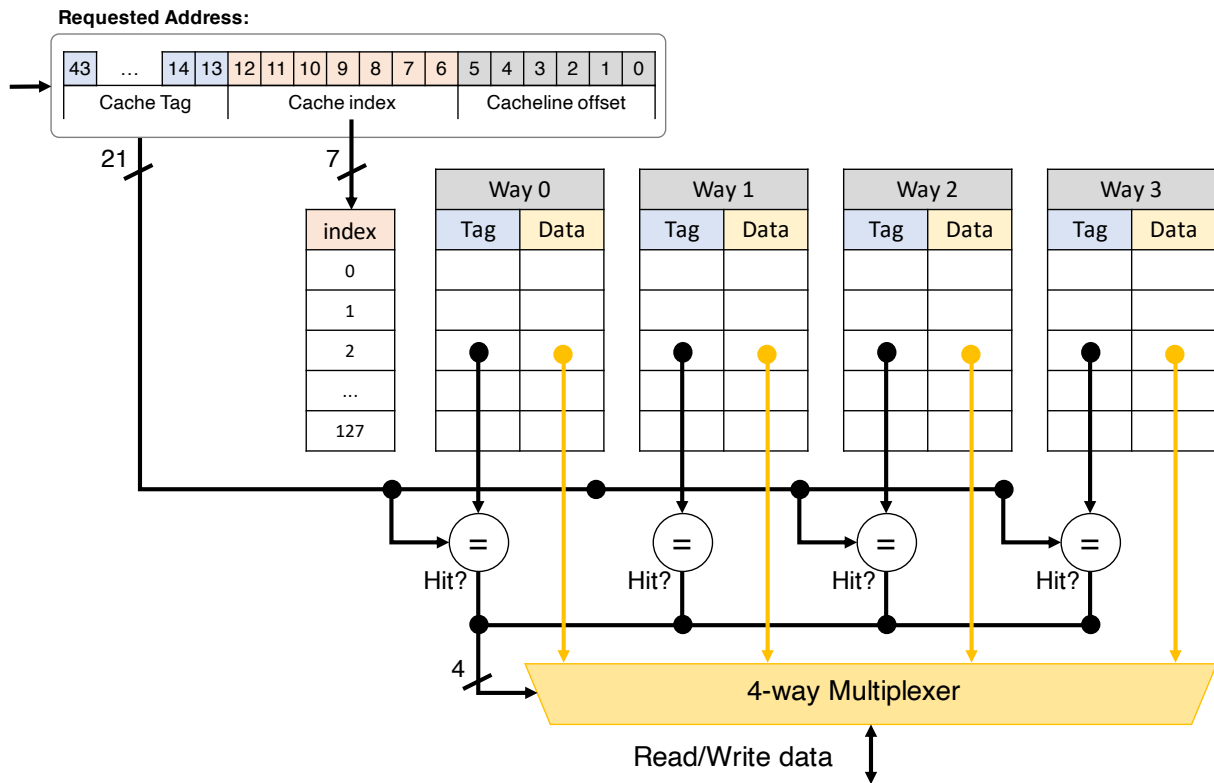 Requested Address:
43 ... 14 13 12 11 10 9 8 7 6 5 4 3 2 1 0
Cache Tag Cache index Cacheline offset
21 7
Way 0 Way 1 Way 2 Way 3
index Tag Data Tag Data Tag Data Tag Data
0
1
2
...
127
= = = =
Hit? Hit? Hit? Hit?
4
4-way Multiplexer
Read/Write data